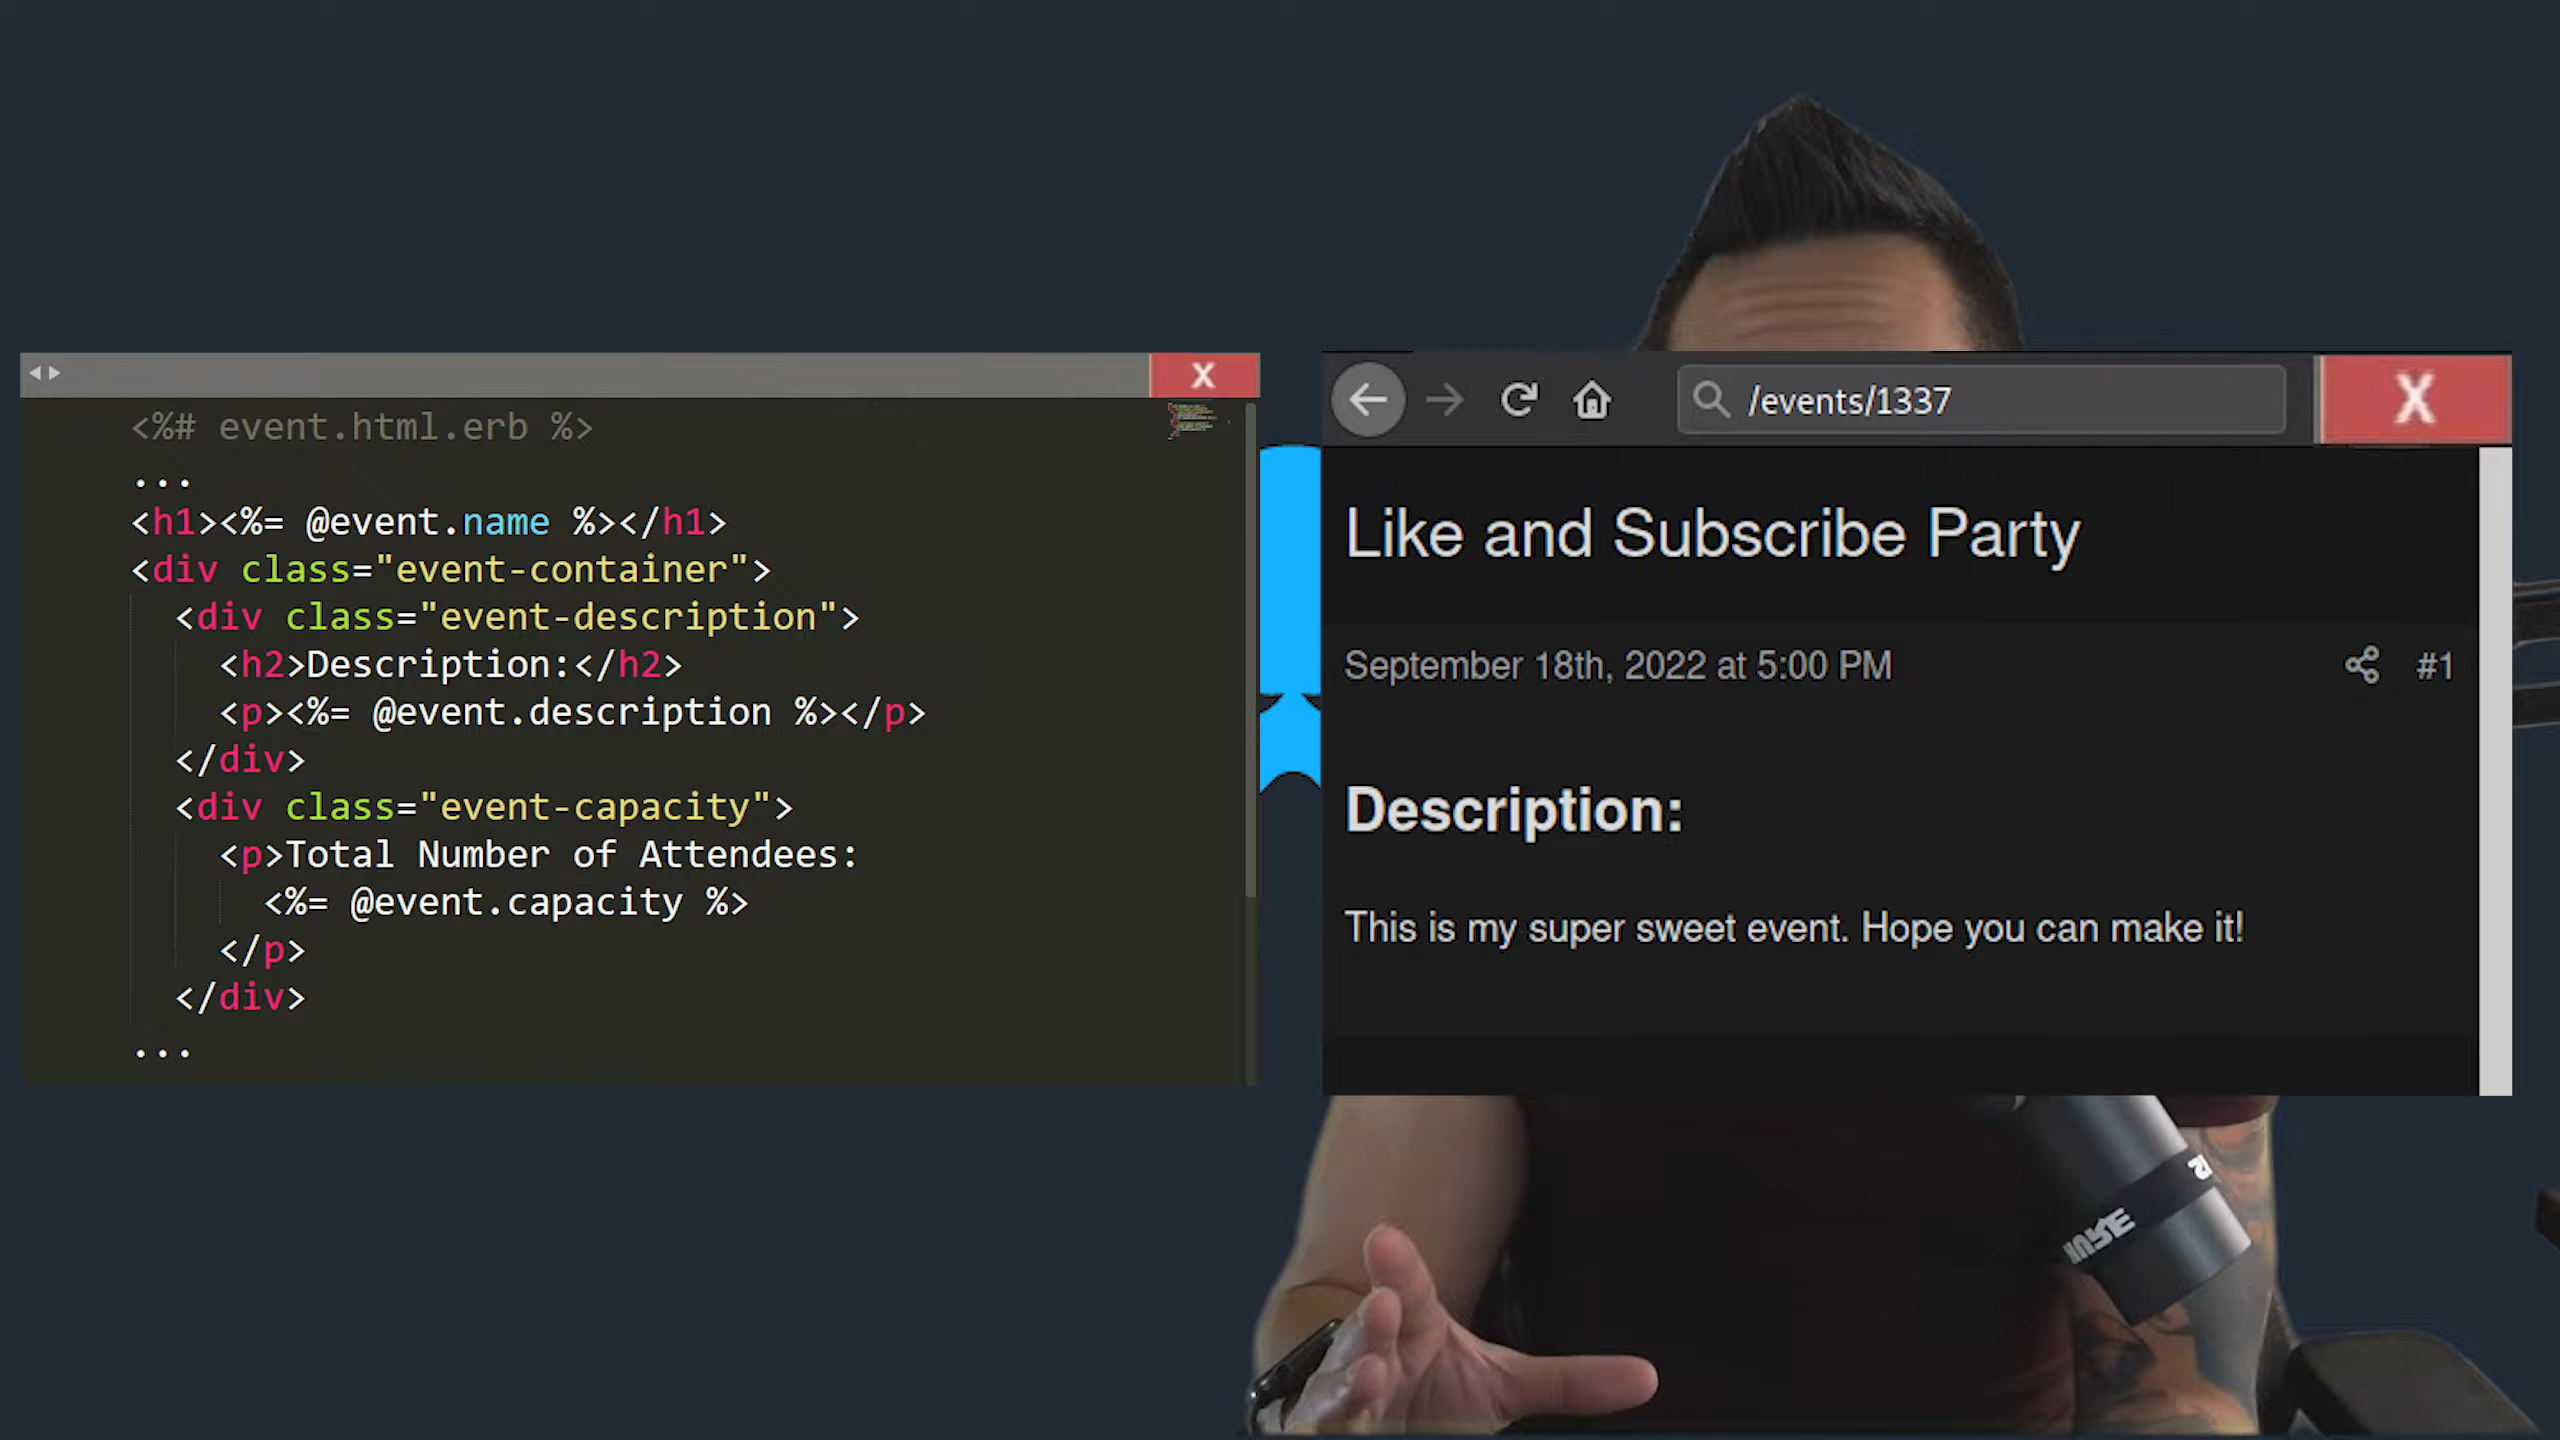 <%# event.html.erb %>
...
<h1><%= @event.name %></h1>
<div class="event-container">
<div class="event-description">
<h2>Description:</h2>
<p><%= @event.description %></p>
</div>
<div class="event-capacity">
<p>Total Number of Attendees:
<%= @event.capacity %>
</p>
</div>
...
X
/events/1337
X
Like and Subscribe Party
September 18th, 2022 at 5:00 PM
#1
Description:
This is my super sweet event. Hope you can make it!